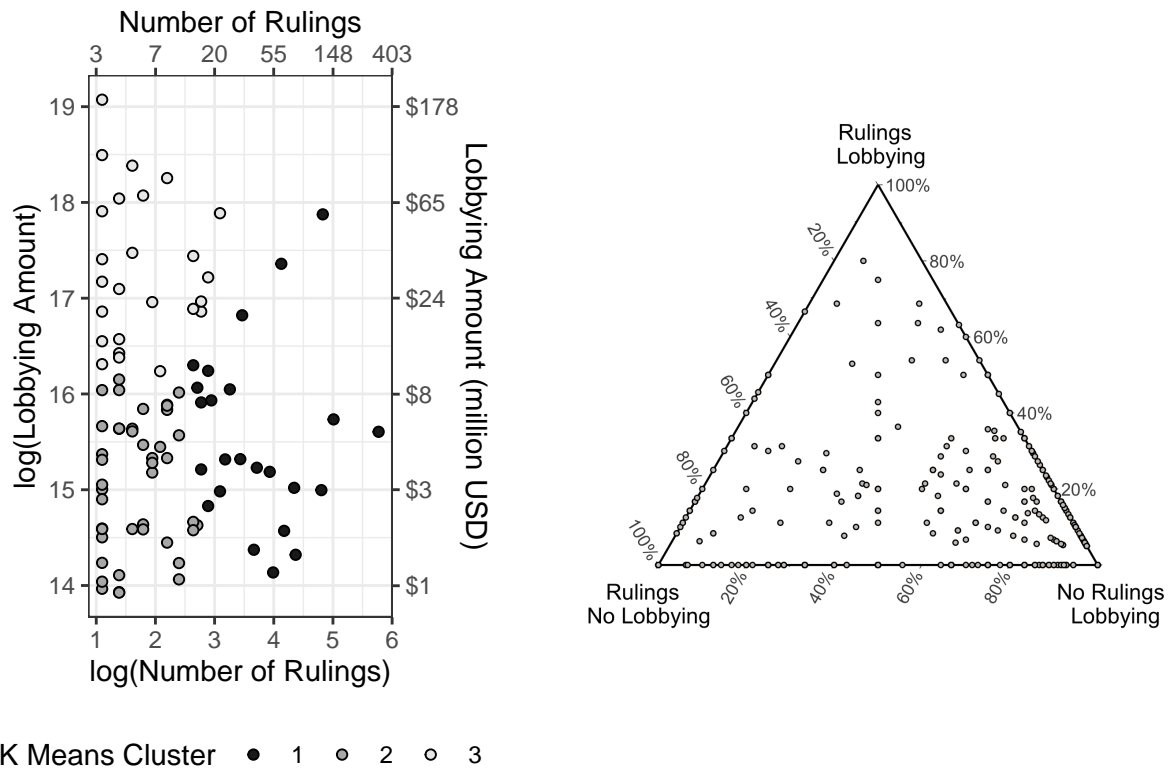 Number of Rulings
3 7 20 55 148 403
19
18
17
16
15
14
log(Lobbying Amount)
$178
$65
$24
$8
$3
$1
Lobbying Amount (million USD)
1 2 3 4 5 6
log(Number of Rulings)
K Means Cluster 1 2 3
Rulings
Lobbying
100%
80%
60%
40%
20%
20%
40%
60%
80%
100%
20% 40% 60% 80%
Rulings
No Lobbying
No Rulings
Lobbying